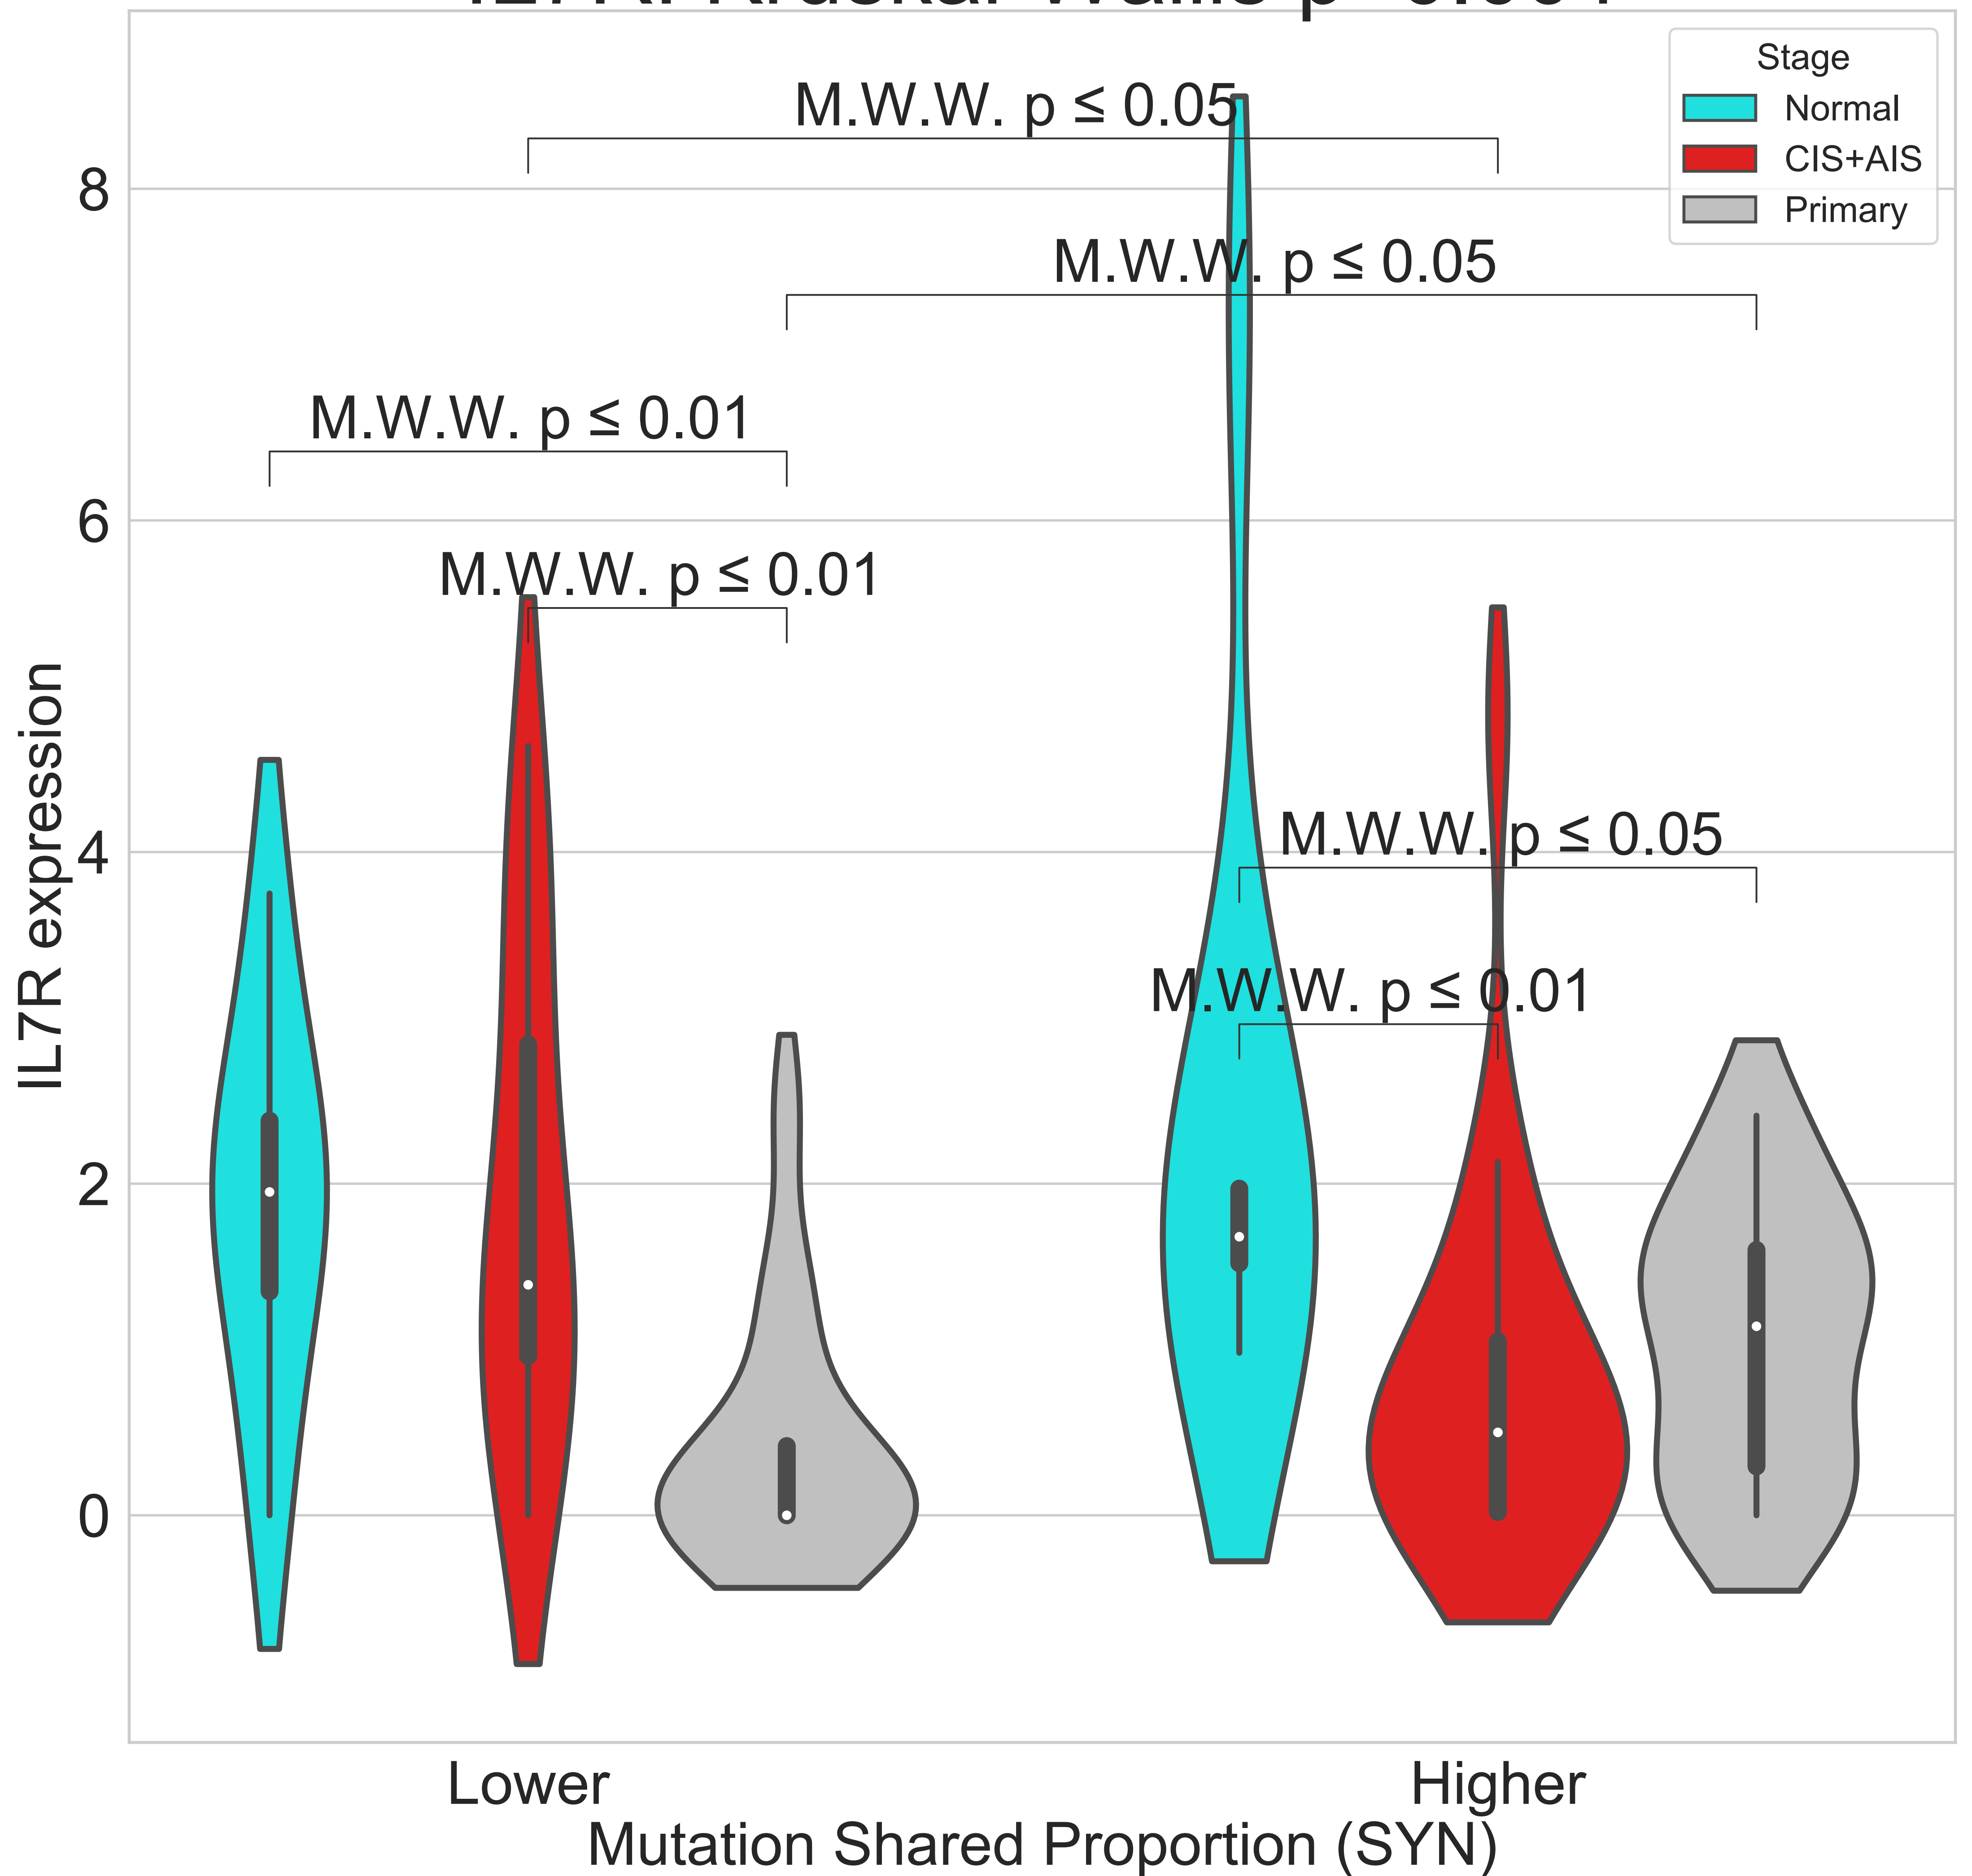 Stage
Normal
CIS+AIS
Primary
M.W.W. p ≤ 0.05
M.W.W. p ≤ 0.05
M.W.W. p ≤ 0.01
M.W.W. p ≤ 0.01
M.W.W. p ≤ 0.05
M.W.W. p ≤ 0.01
8
6
4
2
0
IL7R expression
Lower
Higher
Mutation Shared Proportion (SYN)